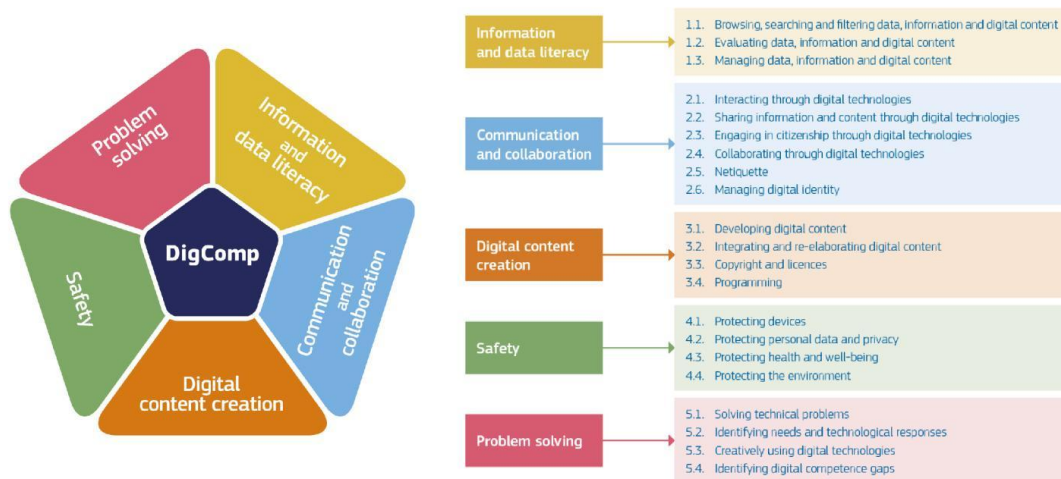 Problem
solving
Information
and
data literacy
Safety
DigComp
Communication
and
collaboration
Digital
content creation
Information
and data literacy
1.1. Browsing, searching and filtering data, information and digital content
1.2. Evaluating data, information and digital content
1.3. Managing data, information and digital content
Communication
and collaboration
2.1. Interacting through digital technologies
2.2. Sharing information and content through digital technologies
2.3. Engaging in citizenship through digital technologies
2.4. Collaborating through digital technologies
2.5. Netiquette
2.6. Managing digital identity
Digital content
creation
3.1. Developing digital content
3.2. Integrating and re-elaborating digital content
3.3. Copyright and licences
3.4. Programming
Safety
4.1. Protecting devices
4.2. Protecting personal data and privacy
4.3. Protecting health and well-being
4.4. Protecting the environment
Problem solving
5.1. Solving technical problems
5.2. Identifying needs and technological responses
5.3. Creatively using digital technologies
5.4. Identifying digital competence gaps